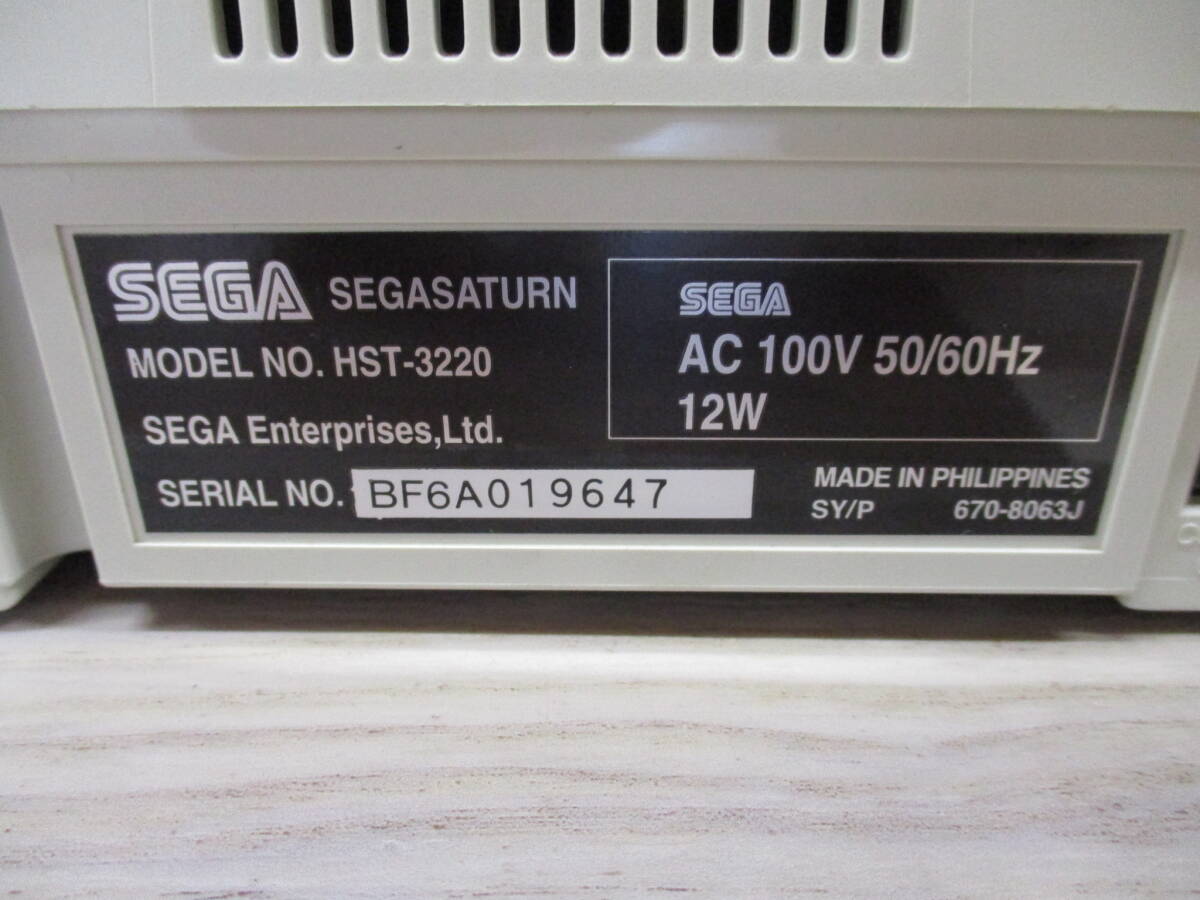 SEGA SEGASATURN
MODEL NO. HST-3220
SEGA Enterprises,Ltd.
SERIAL NO. BF6A019647
SEGA
AC 100V 50/60Hz
12W
MADE IN PHILIPPINES
SY/P 670-8063J